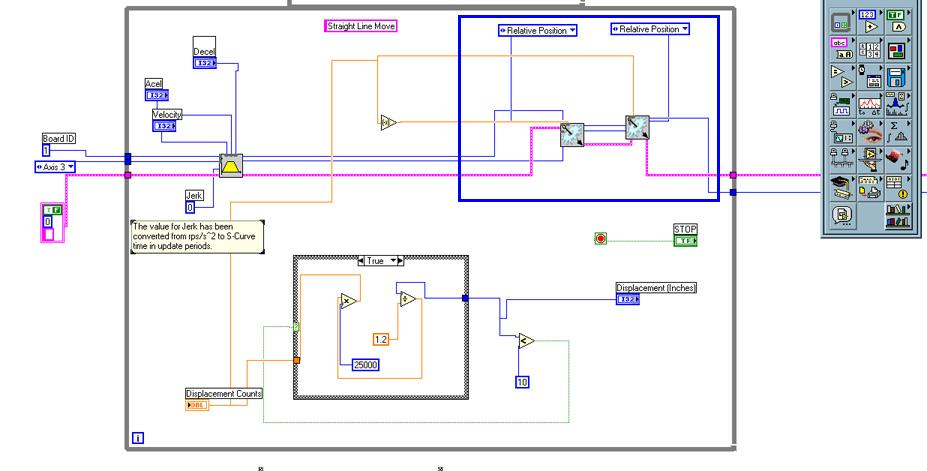 Straight Line Move
Relative Position
Relative Position
Decel
I32
Acel
I32
Velocity
I32
Board ID
1
Axis 3
Jerk
0
T F
0
The value for Jerk has been
converted from rps/s^2 to S-Curve
time in update periods.
STOP
TF
True
Displacement (Inches)
I32
1.2
25000
10
Displacement Counts
DBL
i
123
abc